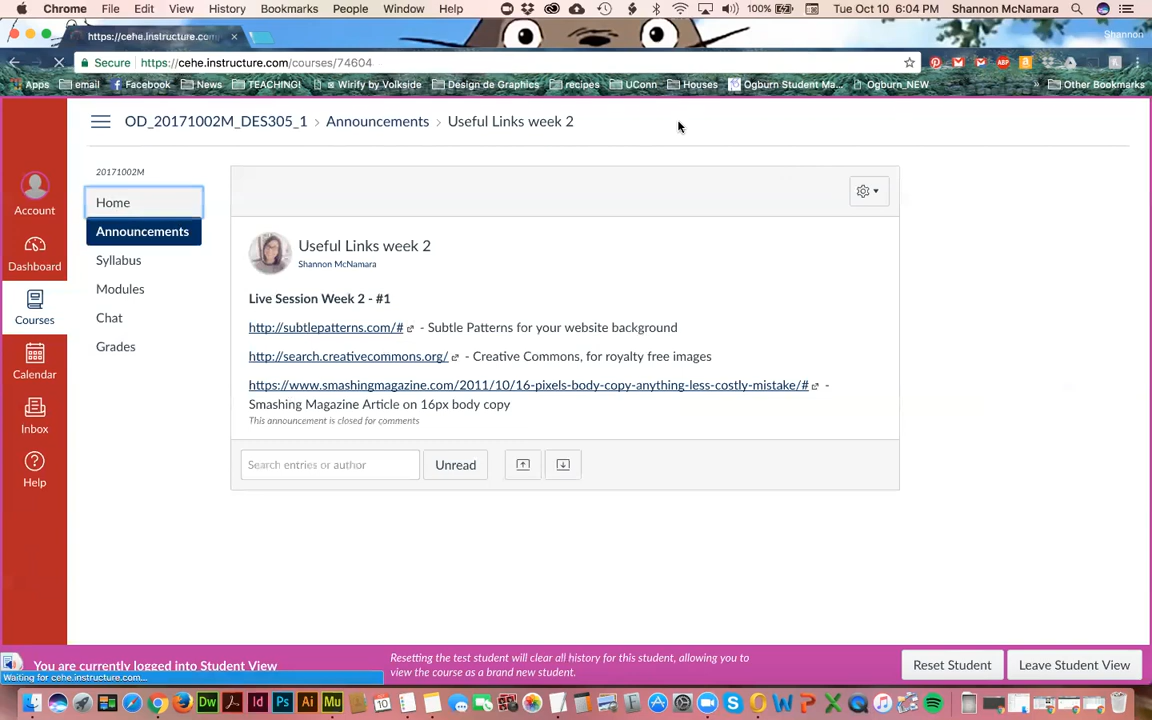 Chrome File Edit View History Bookmarks People Window Help 100% Tue Oct 10 6:04 PM Shannon McNamara
https://cehe.instructure.com
Shannon
Secure https://cehe.instructure.com/courses/74604
Apps email Facebook News TEACHING! Wirify by Volkside Design de Graphics recipes UConn Houses Ogburn Student Ma... Ogburn_NEW » Other Bookmarks
OD_20171002M_DES305_1 › Announcements › Useful Links week 2
20171002M
Home
Announcements
Syllabus
Modules
Chat
Grades
Account
Dashboard
Courses
Calendar
Inbox
Help
Useful Links week 2
Shannon McNamara
Live Session Week 2 - #1
http://subtlepatterns.com/# - Subtle Patterns for your website background
http://search.creativecommons.org/ - Creative Commons, for royalty free images
https://www.smashingmagazine.com/2011/10/16-pixels-body-copy-anything-less-costly-mistake/# -
Smashing Magazine Article on 16px body copy
This announcement is closed for comments
Search entries or author Unread
You are currently logged into Student View
Resetting the test student will clear all history for this student, allowing you to
view the course as a brand new student.
Reset Student Leave Student View
Waiting for cehe.instructure.com...
Dw Id Ps Ai Mu 10 S W P X